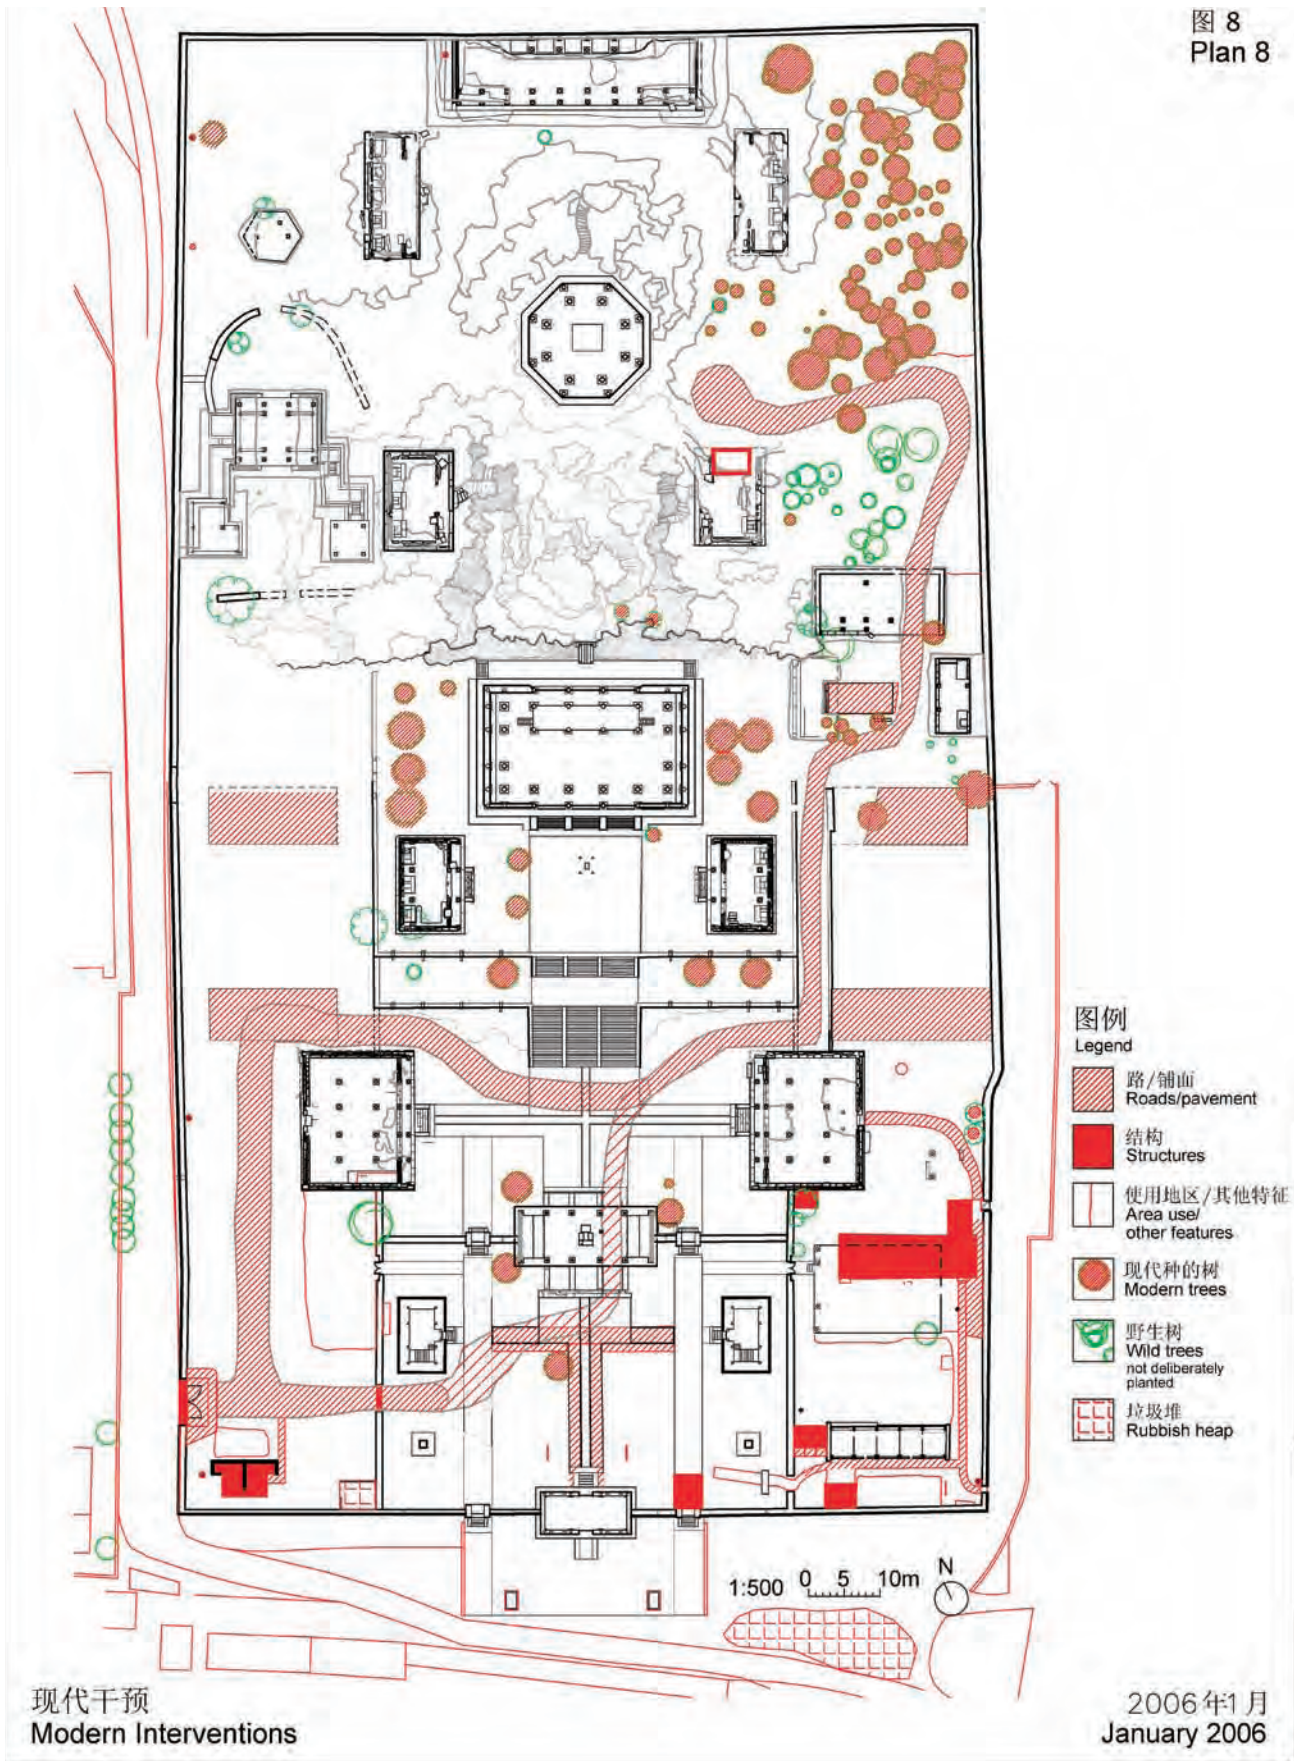 图 8
Plan 8
图例
Legend
路/铺面
Roads/pavement
结构
Structures
使用地区/其他特征
Area use/
other features
现代种的树
Modern trees
野生树
Wild trees
not deliberately
planted
垃圾堆
Rubbish heap
1:500 0 5 10m N
现代干预
Modern Interventions
2006年1月
January 2006